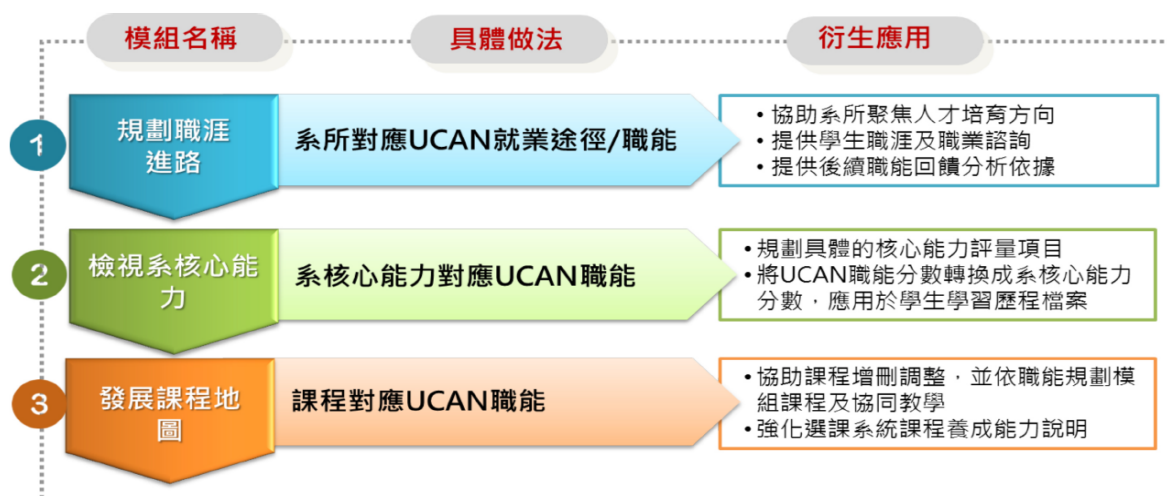 模組名稱
具體做法
衍生應用
1
規劃職涯
進路
系所對應UCAN就業途徑/職能
•協助系所聚焦人才培育方向
•提供學生職涯及職業諮詢
•提供後續職能回饋分析依據
2
檢視系核心能
力
系核心能力對應UCAN職能
•規劃具體的核心能力評量項目
•將UCAN職能分數轉換成系核心能力
分數，應用於學生學習歷程檔案
3
發展課程地
圖
課程對應UCAN職能
•協助課程增刪調整，並依職能規劃模
組課程及協同教學
•強化選課系統課程養成能力說明